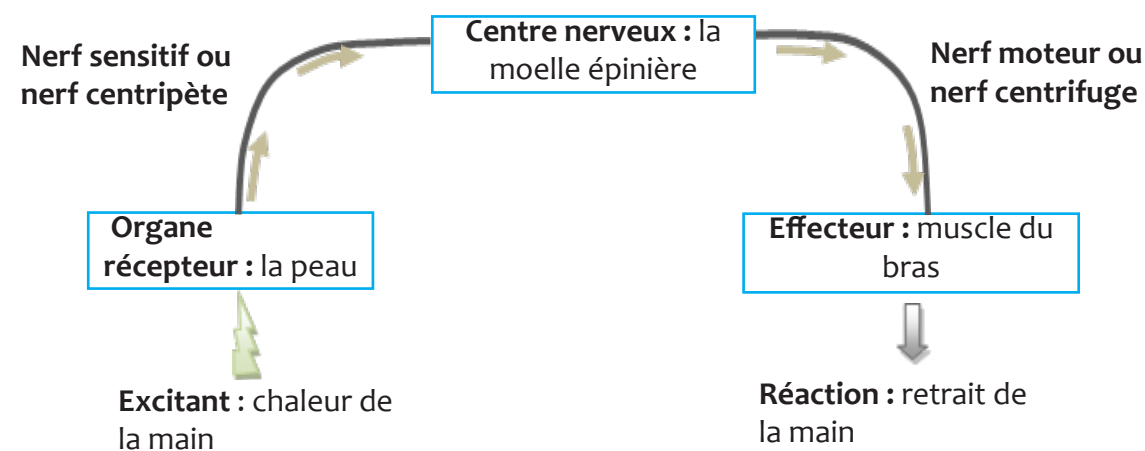 Centre nerveux : la
moelle épinière
Nerf sensitif ou
nerf centripète
Nerf moteur ou
nerf centrifuge
Organe
récepteur : la peau
Effecteur : muscle du
bras
Excitant : chaleur de
la main
Réaction : retrait de
la main